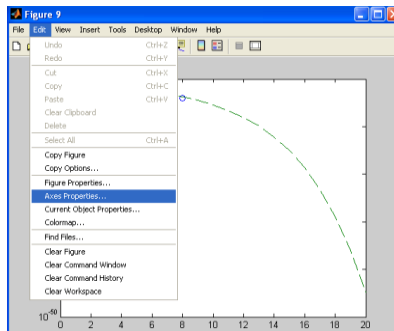 Figure 9
File Edit View Insert Tools Desktop Window Help
Undo Ctrl+Z
Redo Ctrl+Y
Cut Ctrl+X
Copy Ctrl+C
Paste Ctrl+V
Clear Clipboard
Delete
Select All Ctrl+A
Copy Figure
Copy Options...
Figure Properties...
Axes Properties...
Current Object Properties...
Colormap...
Find Files...
Clear Figure
Clear Command Window
Clear Command History
Clear Workspace
10^-50
0 2 4 6 8 10 12 14 16 18 20